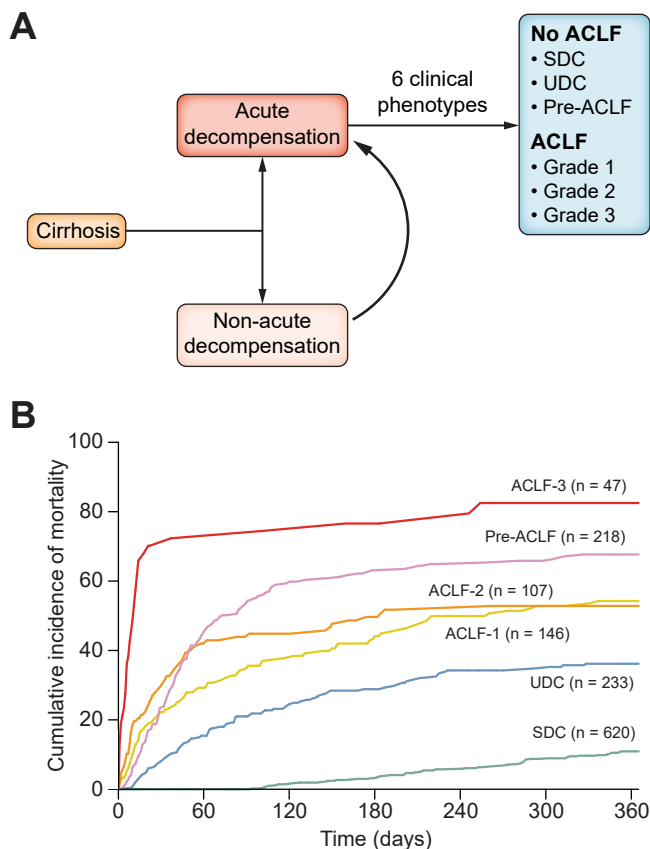 A
Cirrhosis
Acute
decompensation
Non-acute
decompensation
6 clinical
phenotypes
No ACLF
• SDC
• UDC
• Pre-ACLF
ACLF
• Grade 1
• Grade 2
• Grade 3
B
Cumulative incidence of mortality
100
80
60
40
20
0
ACLF-3 (n = 47)
Pre-ACLF (n = 218)
ACLF-2 (n = 107)
ACLF-1 (n = 146)
UDC (n = 233)
SDC (n = 620)
0 60 120 180 240 300 365
Time (days)